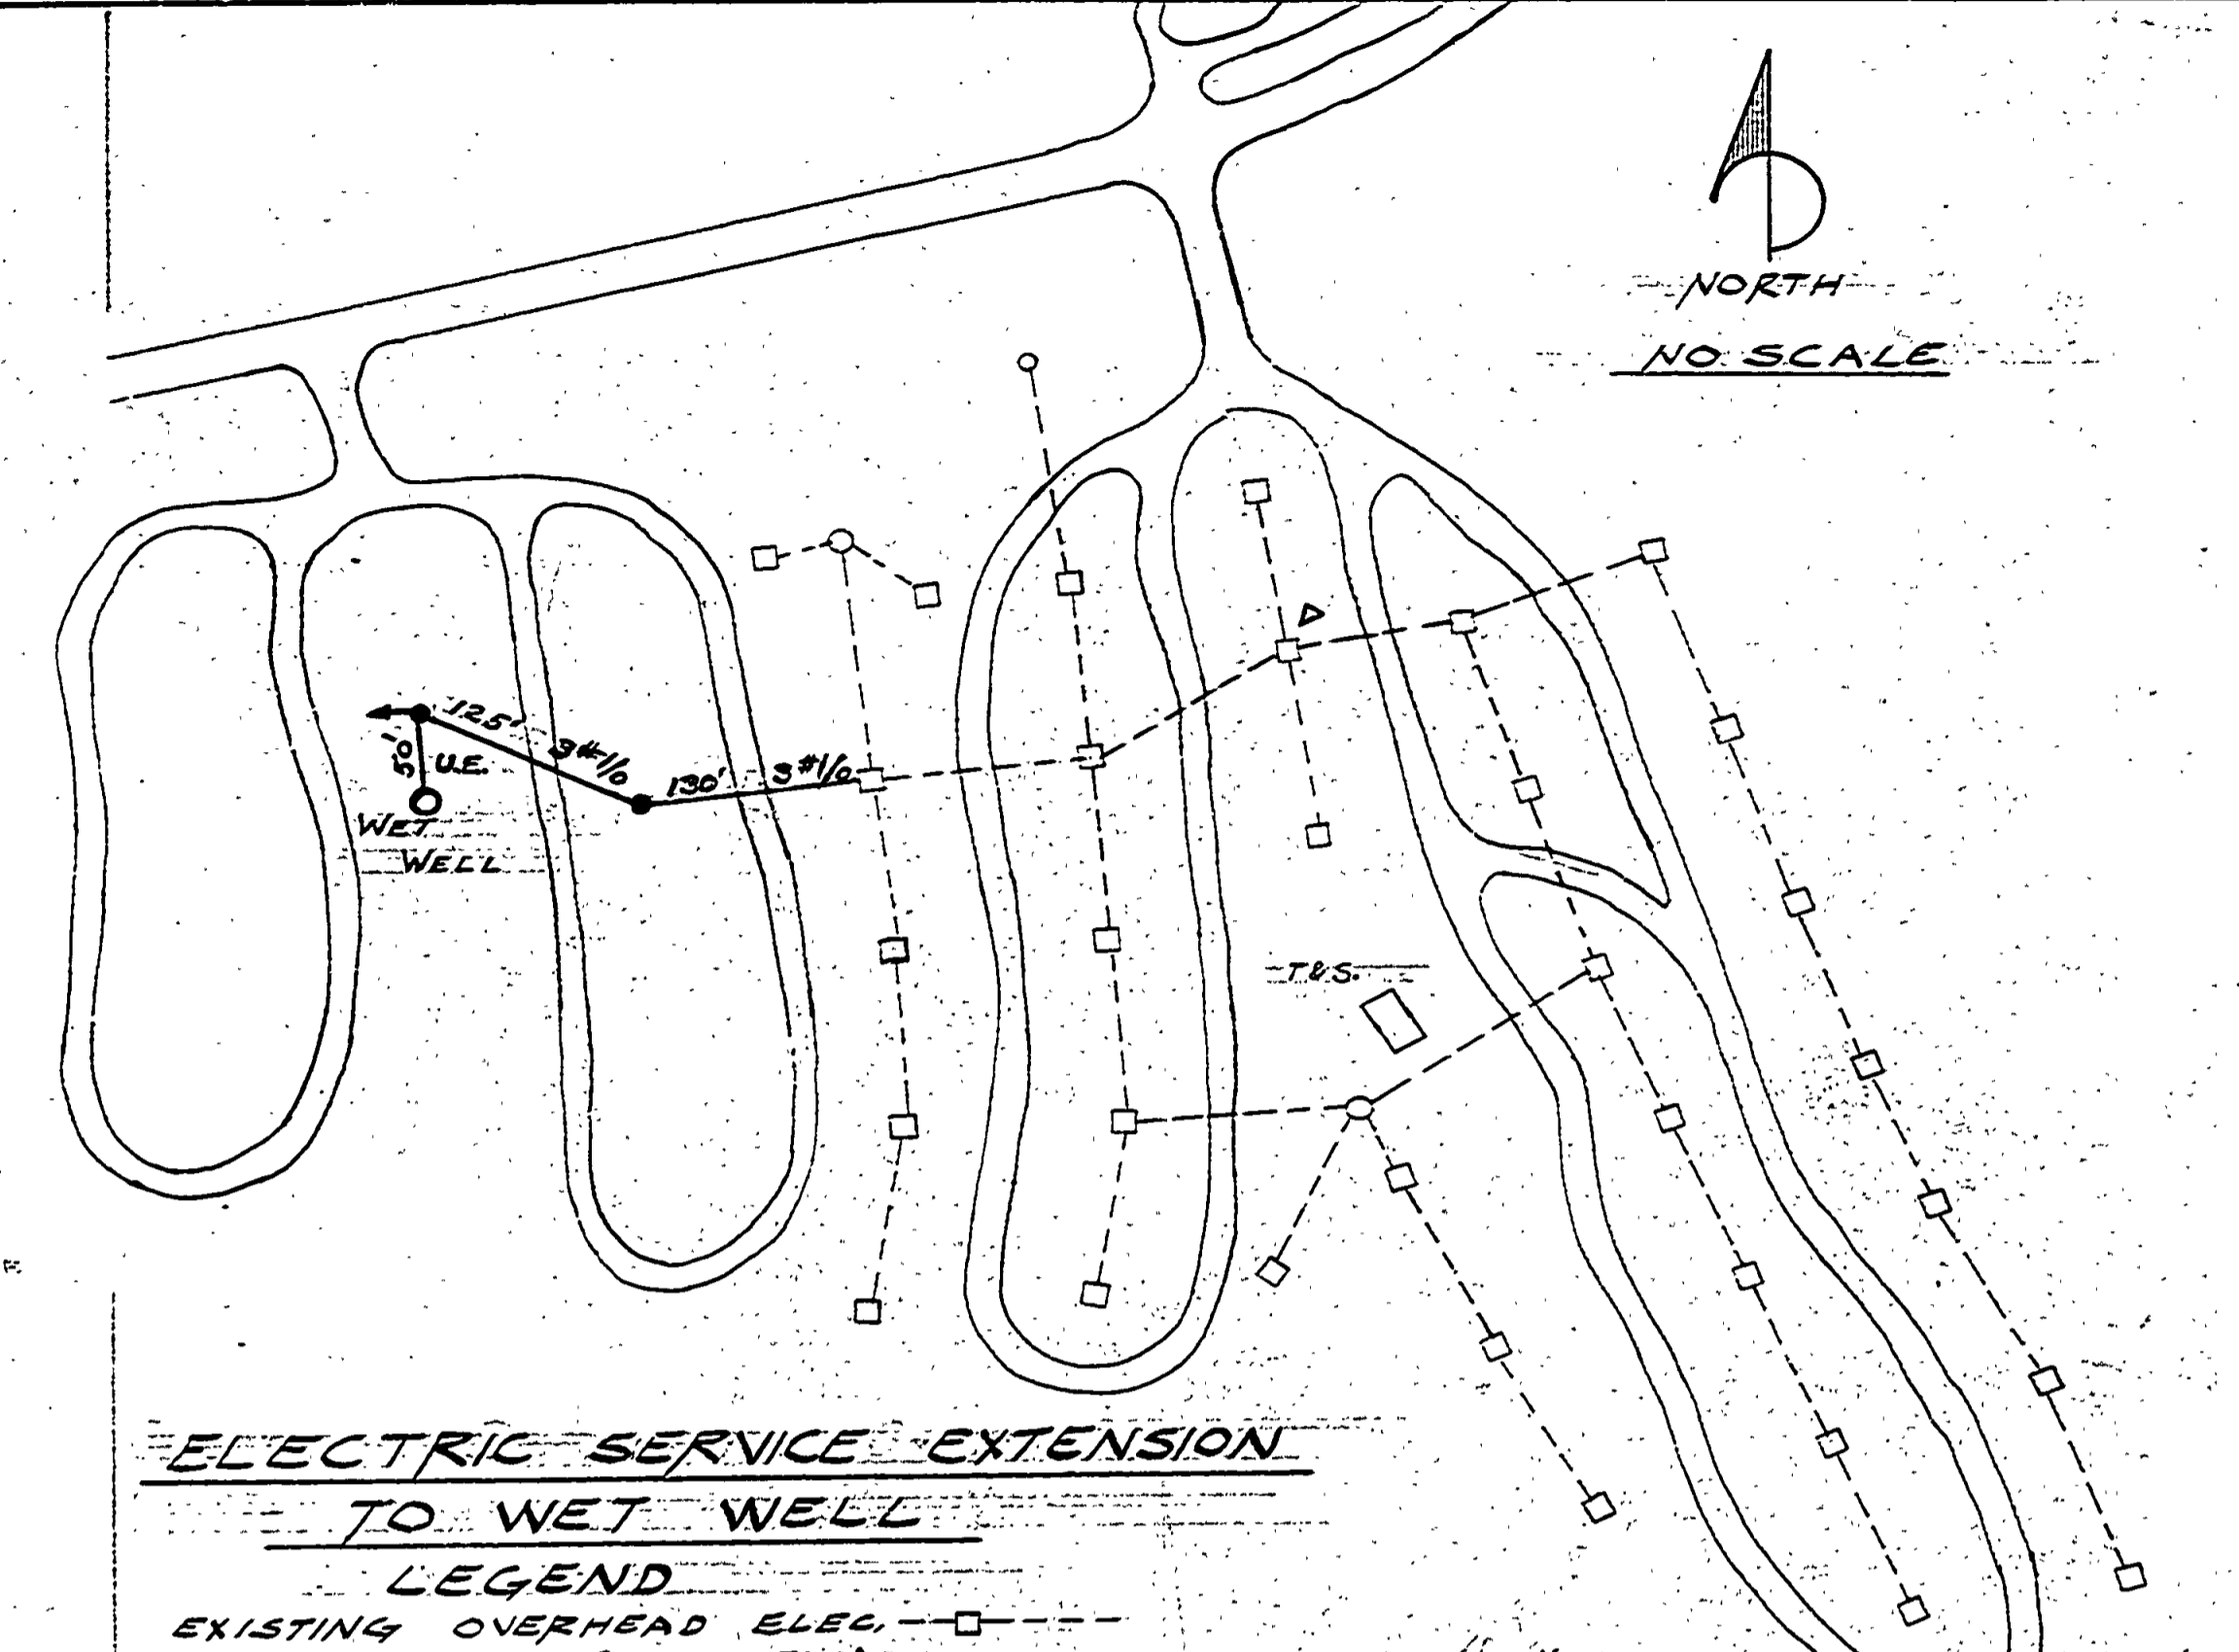 NORTH
NO SCALE
125' 3#1/0
130' 3#1/0
50'
U.E.
WET
WELL
T&S.
ELECTRIC SERVICE EXTENSION
TO WET WELL
LEGEND
EXISTING OVERHEAD ELEC.